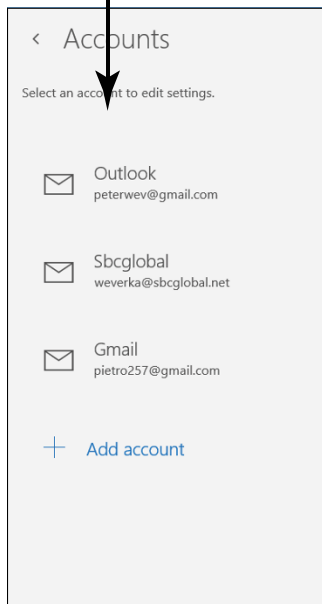 Accounts
Select an account to edit settings.
Outlook
peterwev@gmail.com
Sbcglobal
weverka@sbcglobal.net
Gmail
pietro257@gmail.com
Add account